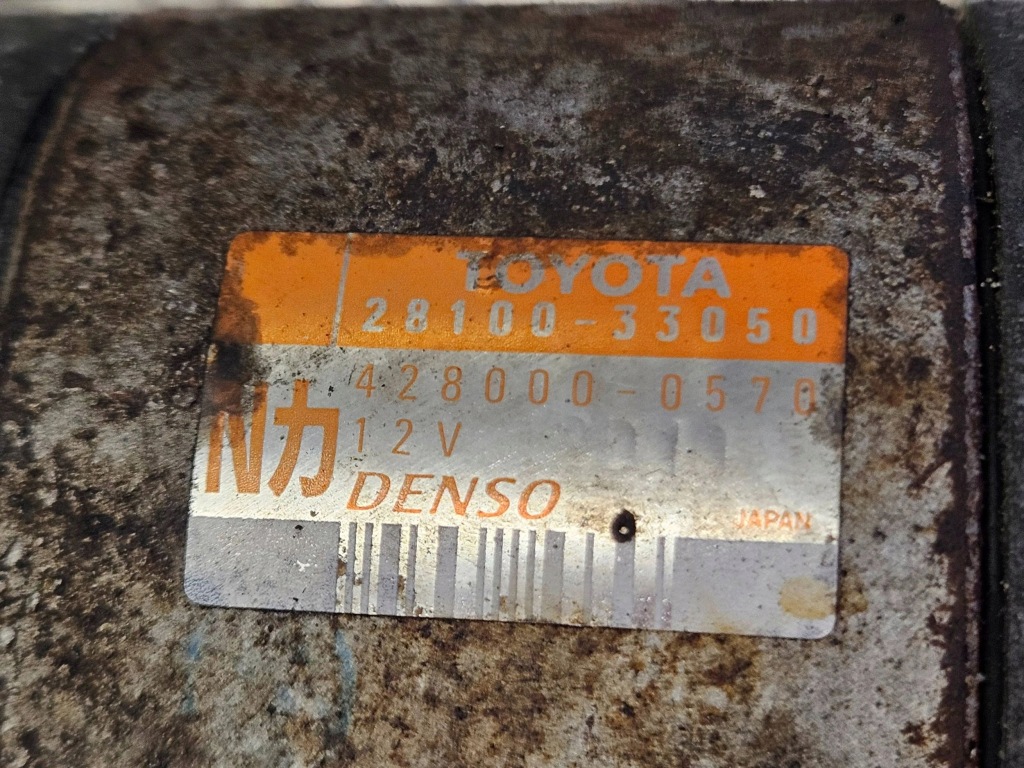 TOYOTA
28100-33050
428000-0570
Nカ
12V
DENSO
JAPAN